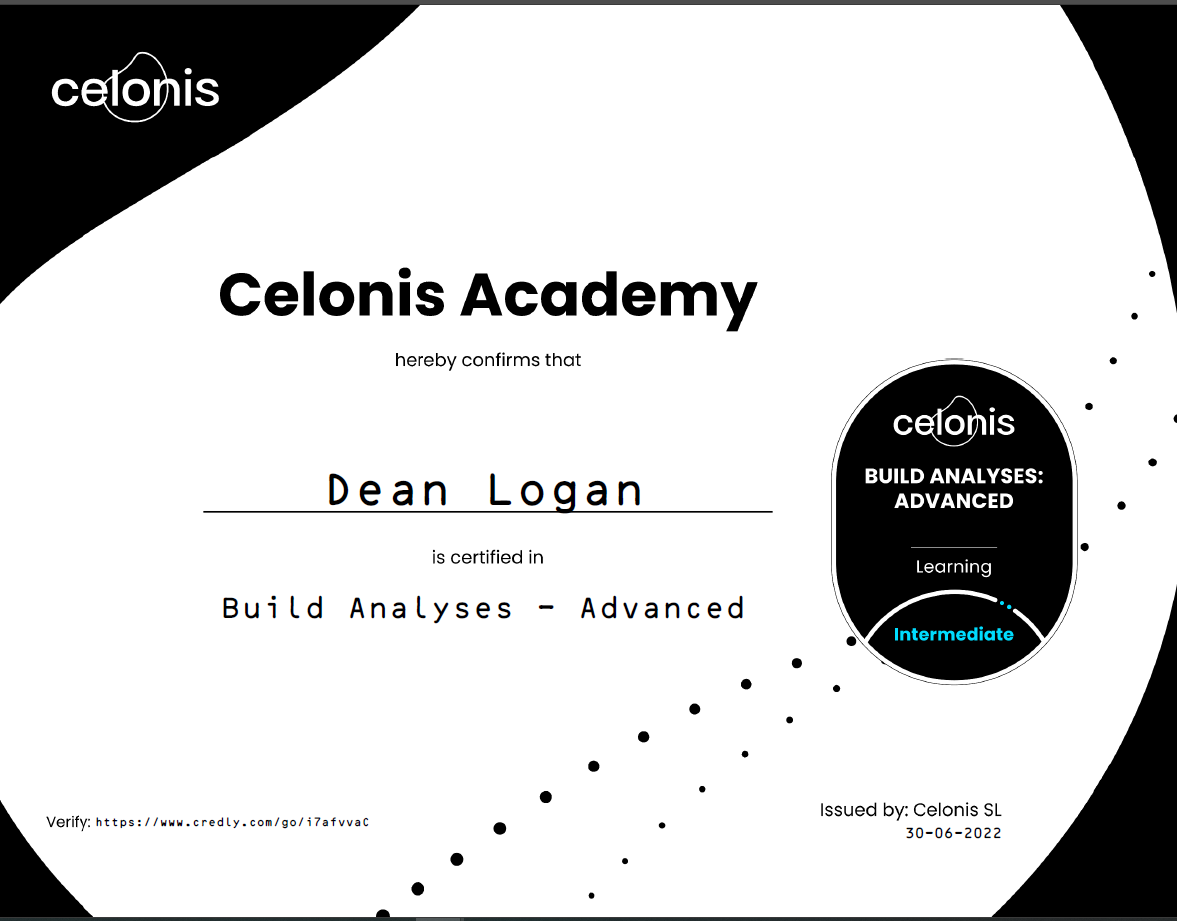 celonis
Celonis Academy
hereby confirms that
Dean Logan
is certified in
Build Analyses - Advanced
celonis
BUILD ANALYSES:
ADVANCED
Learning
Intermediate
Verify: https://www.credly.com/go/i7afvvaC
Issued by: Celonis SL
30-06-2022